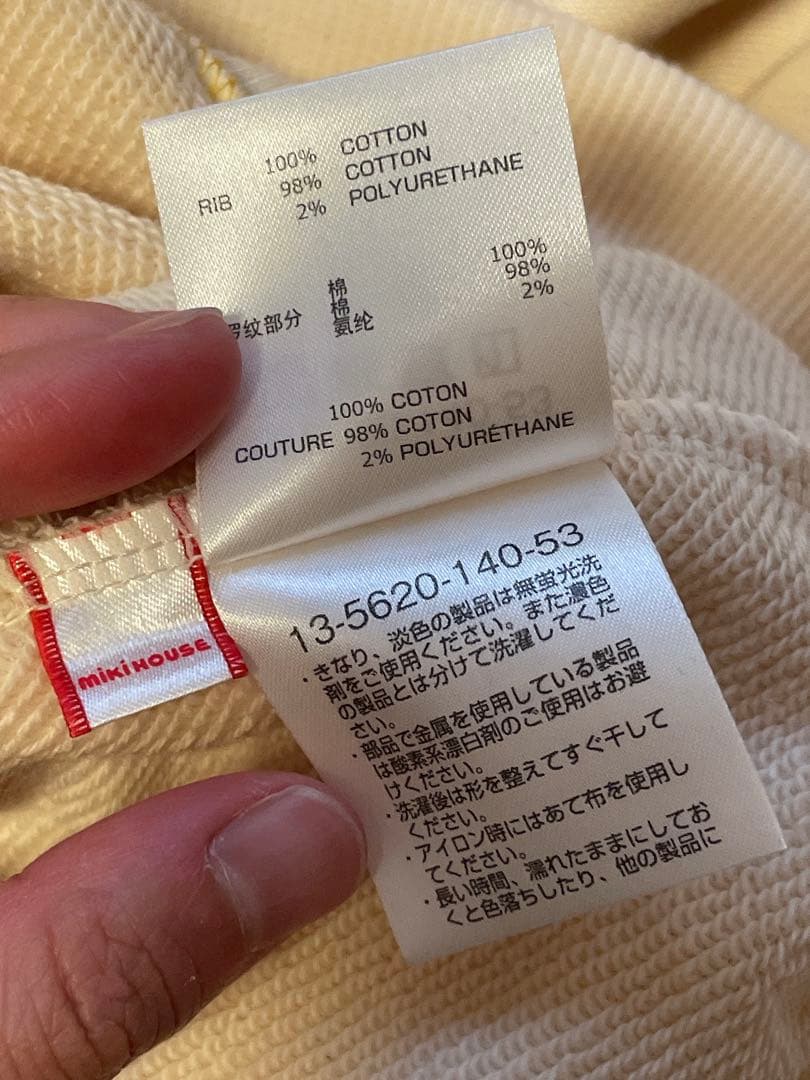 100% COTTON
RIB 98% COTTON
2% POLYURETHANE
棉 100%
罗纹部分 棉 98%
氨纶 2%
100% COTON
COUTURE 98% COTON
2% POLYURÉTHANE
miki HOUSE
13-5620-140-53
・きなり、淡色の製品は無蛍光洗
剤をご使用ください。また濃色
の製品とは分けて洗濯してくだ
さい。
・部品で金属を使用している製品
は酸素系漂白剤のご使用はお避
けください。
・洗濯後は形を整えてすぐ干して
ください。
・アイロン時にはあて布を使用し
てください。
・長い時間、濡れたままにしてお
くと色落ちしたり、他の製品に